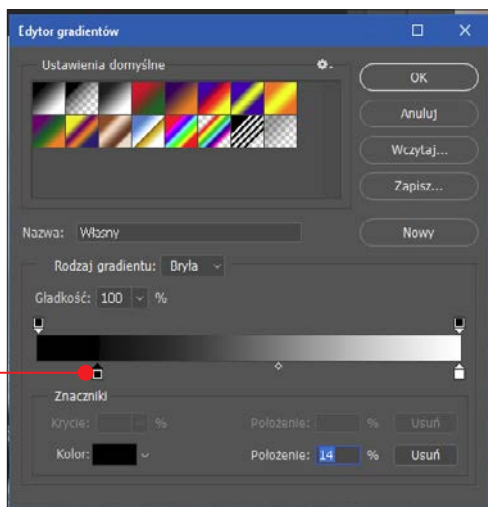 Edytor gradientów
Ustawienia domyślne
OK
Anuluj
Wczytaj...
Zapisz...
Nazwa: Własny
Nowy
Rodzaj gradientu: Bryła
Gładkość: 100 %
Znaczniki
Krycie: % Położenie: % Usuń
Kolor: Położenie: 14 % Usuń